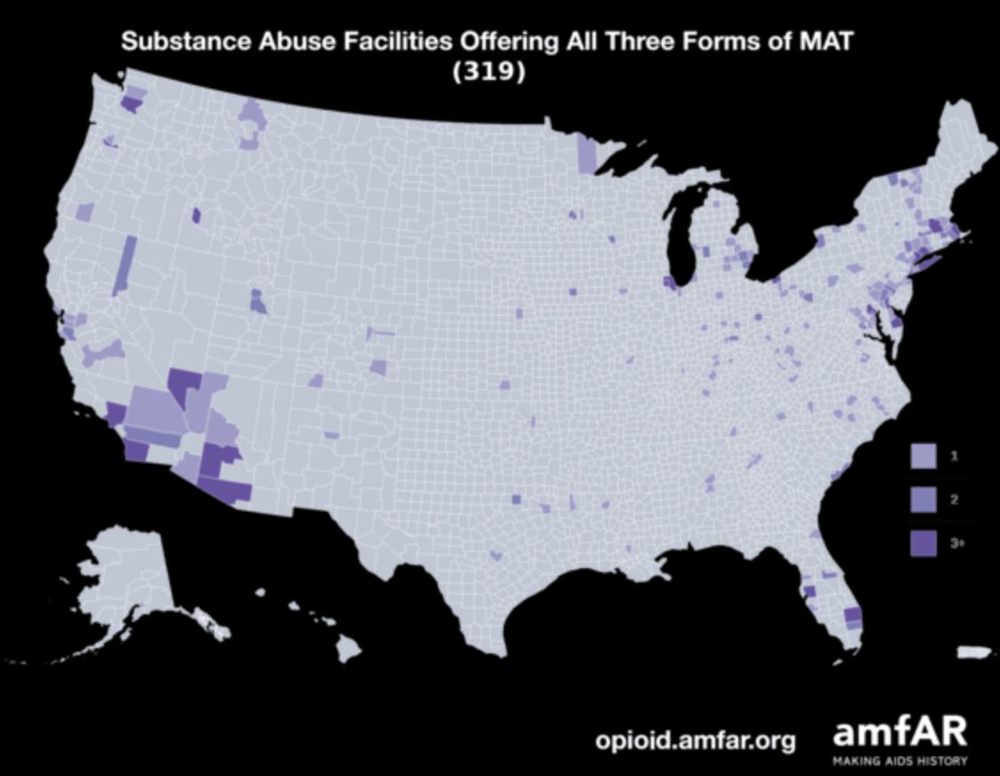 Substance Abuse Facilities Offering All Three Forms of MAT
(319)
1
2
3+
opioid.amfar.org
amfAR
MAKING AIDS HISTORY